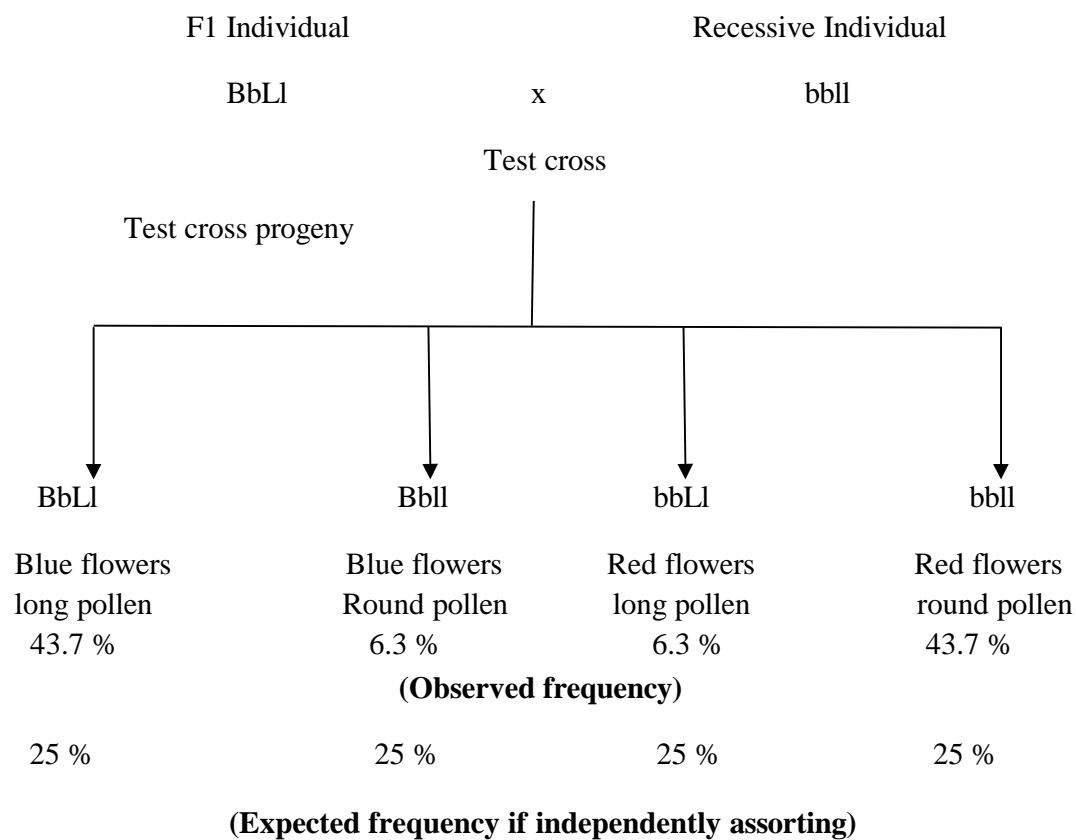 F1 Individual Recessive Individual
BbLl x bbll
Test cross
Test cross progeny
BbLl Bbll bbLl bbll
Blue flowers Blue flowers Red flowers Red flowers
long pollen Round pollen long pollen round pollen
43.7 % 6.3 % 6.3 % 43.7 %
(Observed frequency)
25 % 25 % 25 % 25 %
(Expected frequency if independently assorting)